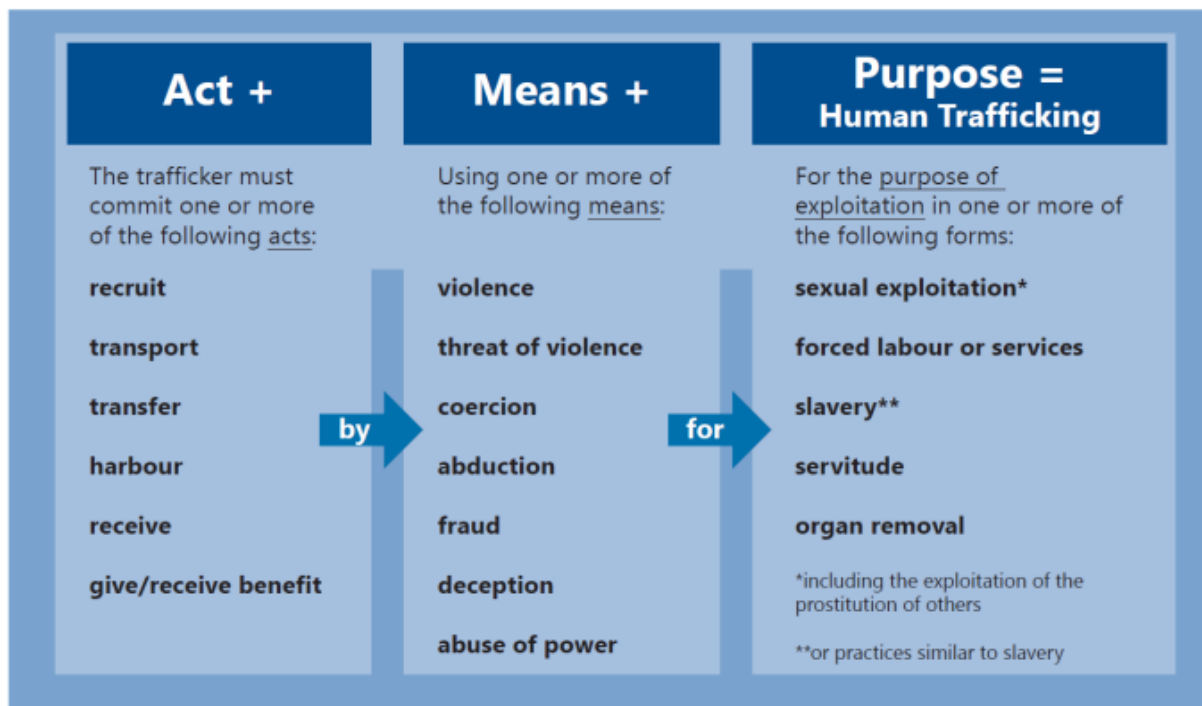 Act +
The trafficker must
commit one or more
of the following acts:
recruit
transport
transfer
harbour
receive
give/receive benefit
by
Means +
Using one or more of
the following means:
violence
threat of violence
coercion
abduction
fraud
deception
abuse of power
for
Purpose =
Human Trafficking
For the purpose of
exploitation in one or more of
the following forms:
sexual exploitation*
forced labour or services
slavery**
servitude
organ removal
*including the exploitation of the
prostitution of others
**or practices similar to slavery